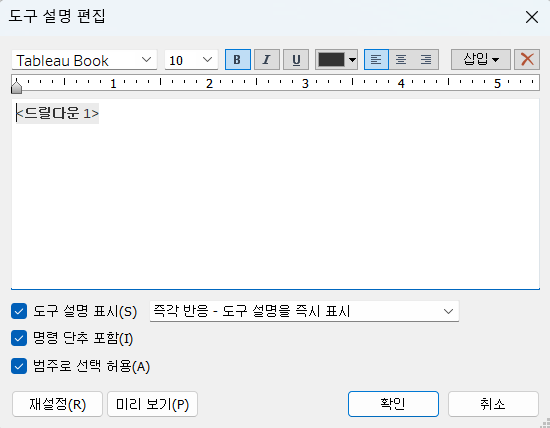 도구 설명 편집
Tableau Book 10 B I U 삽입
1 2 3 4 5
<드릴다운 1>
도구 설명 표시(S) 즉각 반응 - 도구 설명을 즉시 표시
명령 단추 포함(I)
범주로 선택 허용(A)
재설정(R) 미리 보기(P) 확인 취소